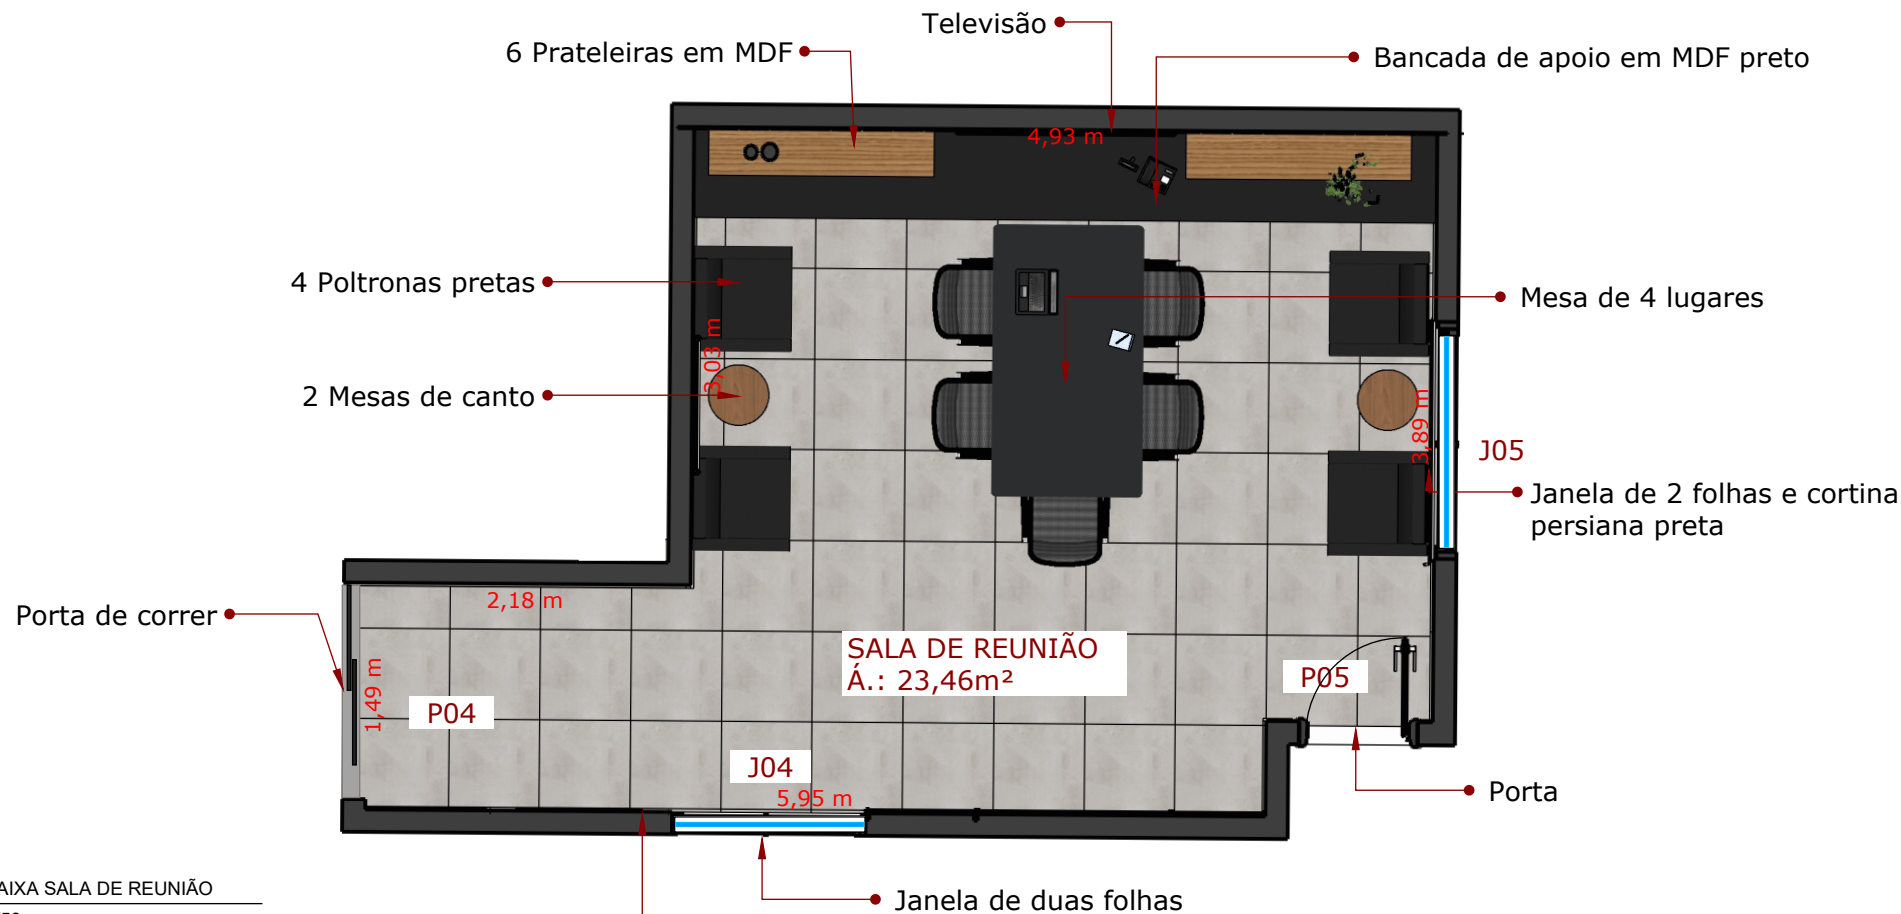 Televisão
6 Prateleiras em MDF
Bancada de apoio em MDF preto
4,93 m
4 Poltronas pretas
Mesa de 4 lugares
3,03 m
2 Mesas de canto
3,89 m
J05
Janela de 2 folhas e cortina
persiana preta
2,18 m
Porta de correr
SALA DE REUNIÃO
Á.: 23,46m²
1,49 m
P05
P04
J04
5,95 m
Porta
AIXA SALA DE REUNIÃO
Janela de duas folhas